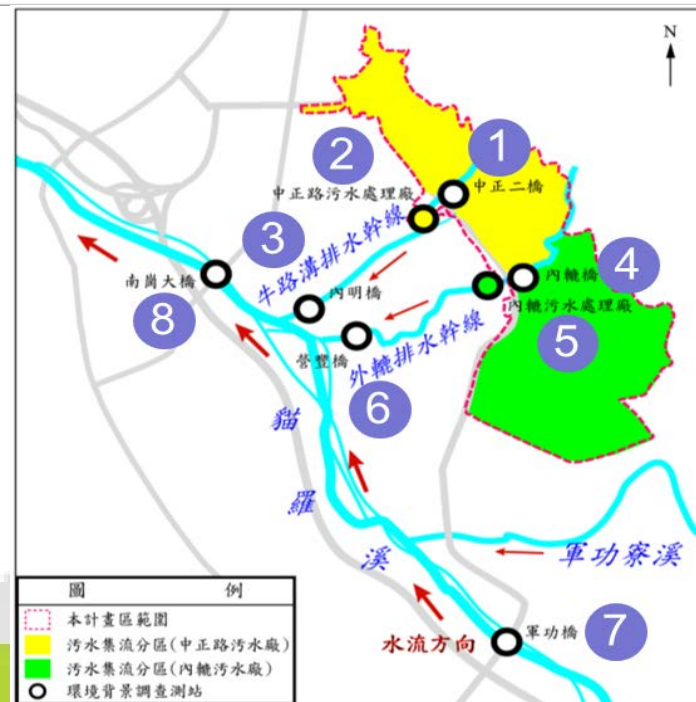 N
1
2
中正路污水處理廠
中正二橋
3
牛路溝排水幹線
南崗大橋
內明橋
內轆橋
4
內轆污水處理廠
8
5
營豐橋
外轆排水幹線
6
貓
羅
溪
軍功寮溪
水流方向
軍功橋
7
圖 例
本計畫區範圍
污水集流分區(中正路污水廠)
污水集流分區(內轆污水廠)
環境背景調查測站